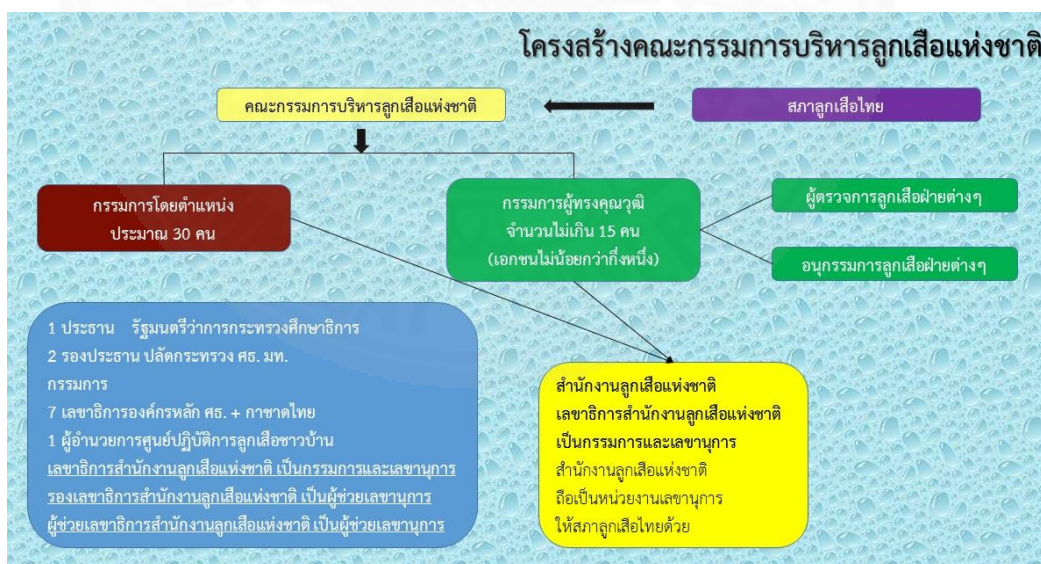 โครงสร้างคณะกรรมการบริหารลูกเสือแห่งชาติ
คณะกรรมการบริหารลูกเสือแห่งชาติ
สภาลูกเสือไทย
กรรมการโดยตำแหน่ง
ประมาณ 30 คน
กรรมการผู้ทรงคุณวุฒิ
จำนวนไม่เกิน 15 คน
(เอกชนไม่น้อยกว่ากึ่งหนึ่ง)
ผู้ตรวจการลูกเสือฝ่ายต่างๆ
อนุกรรมการลูกเสือฝ่ายต่างๆ
1 ประธาน รัฐมนตรีว่าการกระทรวงศึกษาธิการ
2 รองประธาน ปลัดกระทรวง ศธ. มท.
กรรมการ
7 เลขาธิการองค์กรหลัก ศธ. + กาชาดไทย
1 ผู้อำนวยการศูนย์ปฏิบัติการลูกเสือชาวบ้าน
เลขาธิการสำนักงานลูกเสือแห่งชาติ เป็นกรรมการและเลขานุการ
รองเลขาธิการสำนักงานลูกเสือแห่งชาติ เป็นผู้ช่วยเลขานุการ
ผู้ช่วยเลขาธิการสำนักงานลูกเสือแห่งชาติ เป็นผู้ช่วยเลขานุการ
สำนักงานลูกเสือแห่งชาติ
เลขาธิการสำนักงานลูกเสือแห่งชาติ
เป็นกรรมการและเลขานุการ
สำนักงานลูกเสือแห่งชาติ
ถือเป็นหน่วยงานเลขานุการ
ให้สภาลูกเสือไทยด้วย